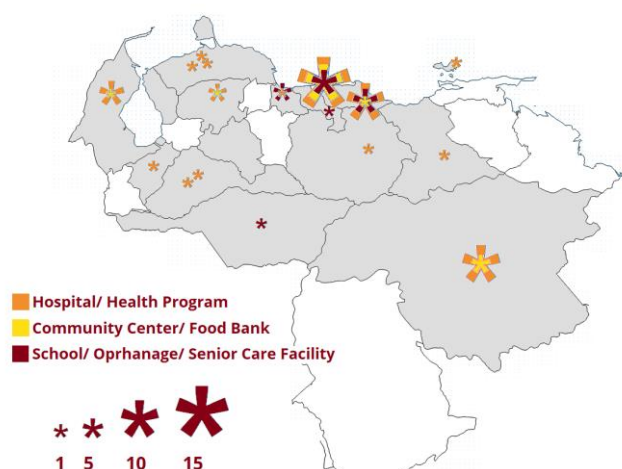 Hospital/ Health Program
Community Center/ Food Bank
School/ Oprhanage/ Senior Care Facility
1 5 10 15